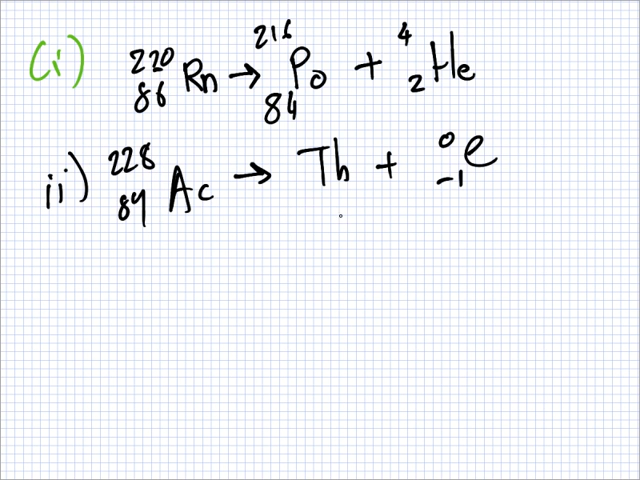 (i) ²²⁰₈₆Rn → ²¹⁶₈₄Po + ⁴₂He
ii) ²²⁸₈₉Ac → Th + ⁰₋₁e